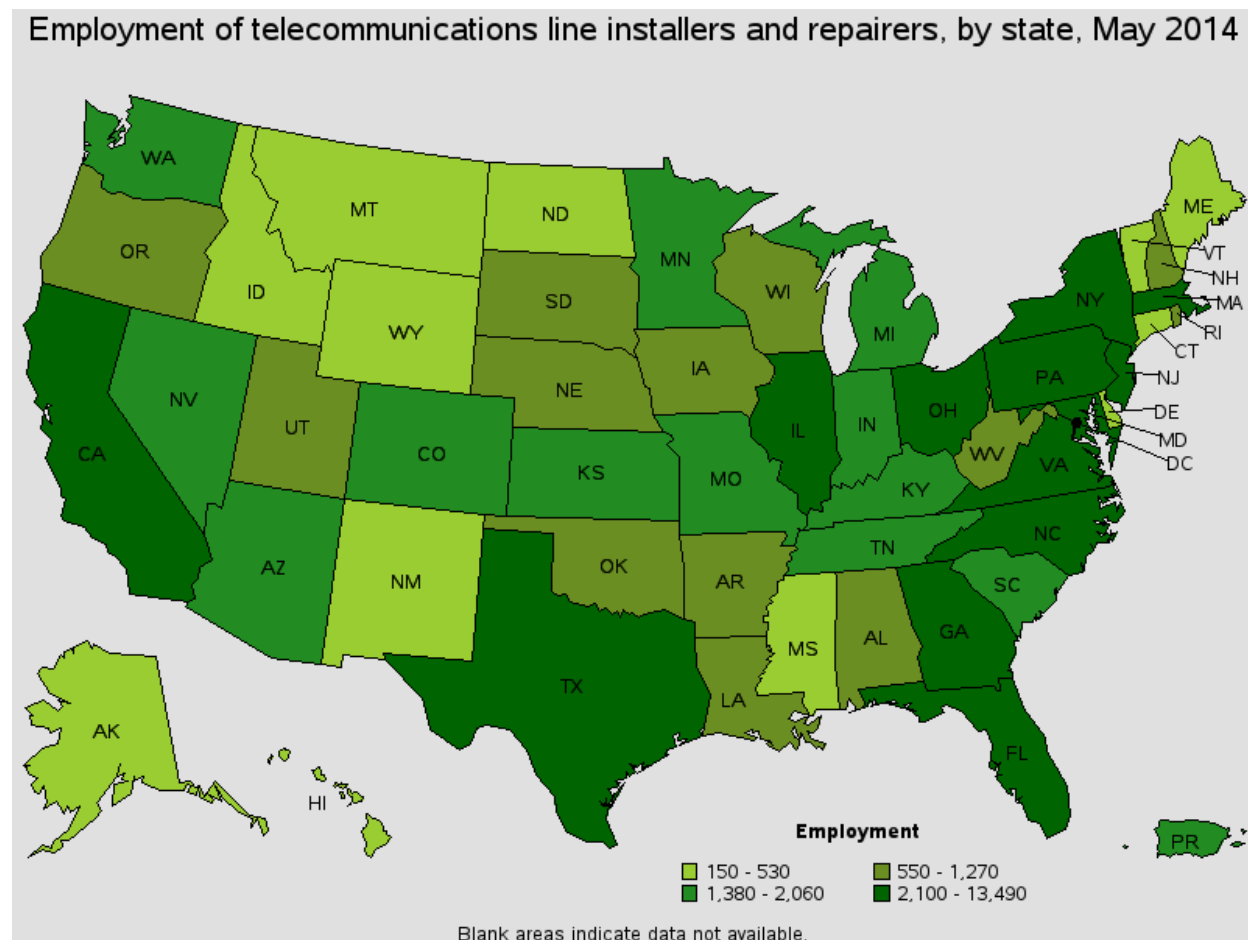 Employment of telecommunications line installers and repairers, by state, May 2014
WA
MT
ND
ME
OR
MN
VT
ID
SD
WI
NH
WY
NY
MA
MI
RI
CT
IA
NV
NE
PA
NJ
UT
OH
DE
CO
IL
IN
MD
CA
WV
VA
DC
KS
MO
KY
NC
TN
AZ
OK
AR
SC
NM
MS
AL
GA
TX
LA
AK
FL
HI
Employment
PR
150 - 530 550 - 1,270
1,380 - 2,060 2,100 - 13,490
Blank areas indicate data not available.